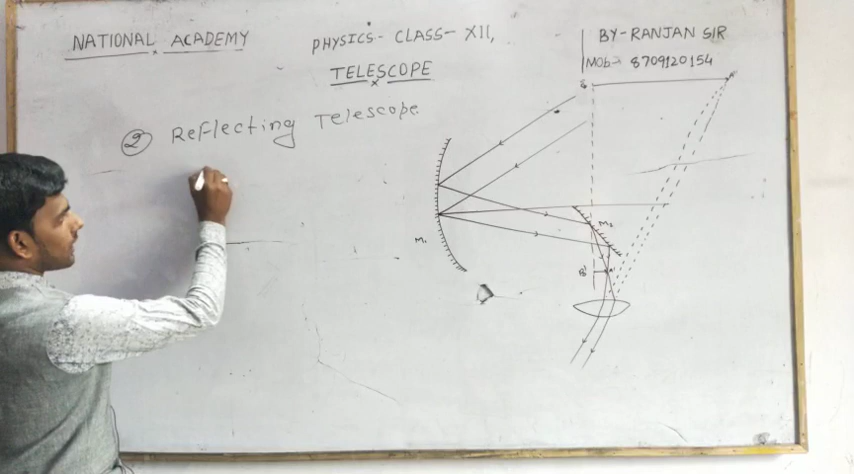 NATIONAL ACADEMY
PHYSICS- CLASS- XII,
TELESCOPE
BY-RANJAN SIR
Mob- 8709120154
② Reflecting Telescope
M₁
M₂
B'